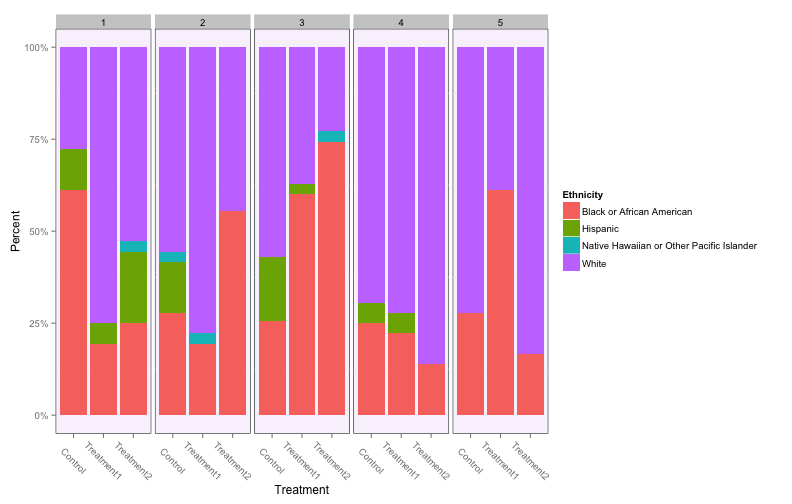 1 2 3 4 5
100%
75%
50%
25%
0%
Percent
Control Treatment1 Treatment2 Control Treatment1 Treatment2 Control Treatment1 Treatment2 Control Treatment1 Treatment2 Control Treatment1 Treatment2
Treatment
Ethnicity
Black or African American
Hispanic
Native Hawaiian or Other Pacific Islander
White